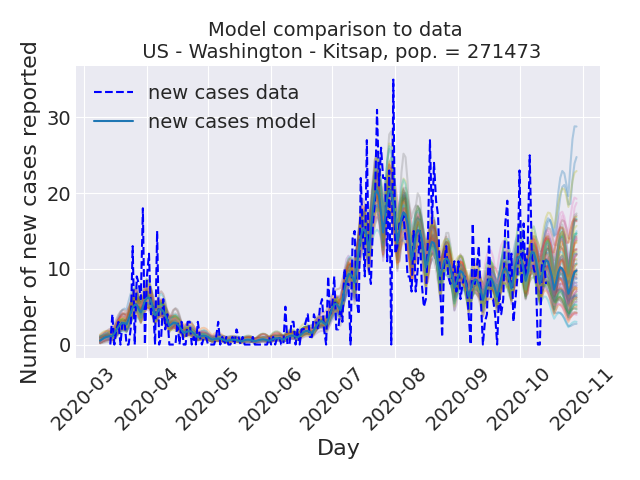 Model comparison to data
US - Washington - Kitsap, pop. = 271473
new cases data
new cases model
Number of new cases reported
30
20
10
0
2020-03
2020-04
2020-05
2020-06
2020-07
2020-08
2020-09
2020-10
2020-11
Day